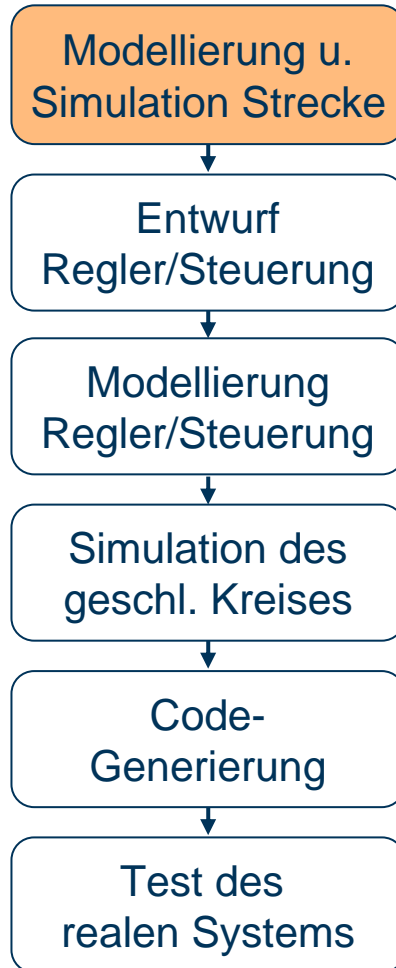 Modellierung u.
Simulation Strecke
Entwurf
Regler/Steuerung
Modellierung
Regler/Steuerung
Simulation des
geschl. Kreises
Code-
Generierung
Test des
realen Systems